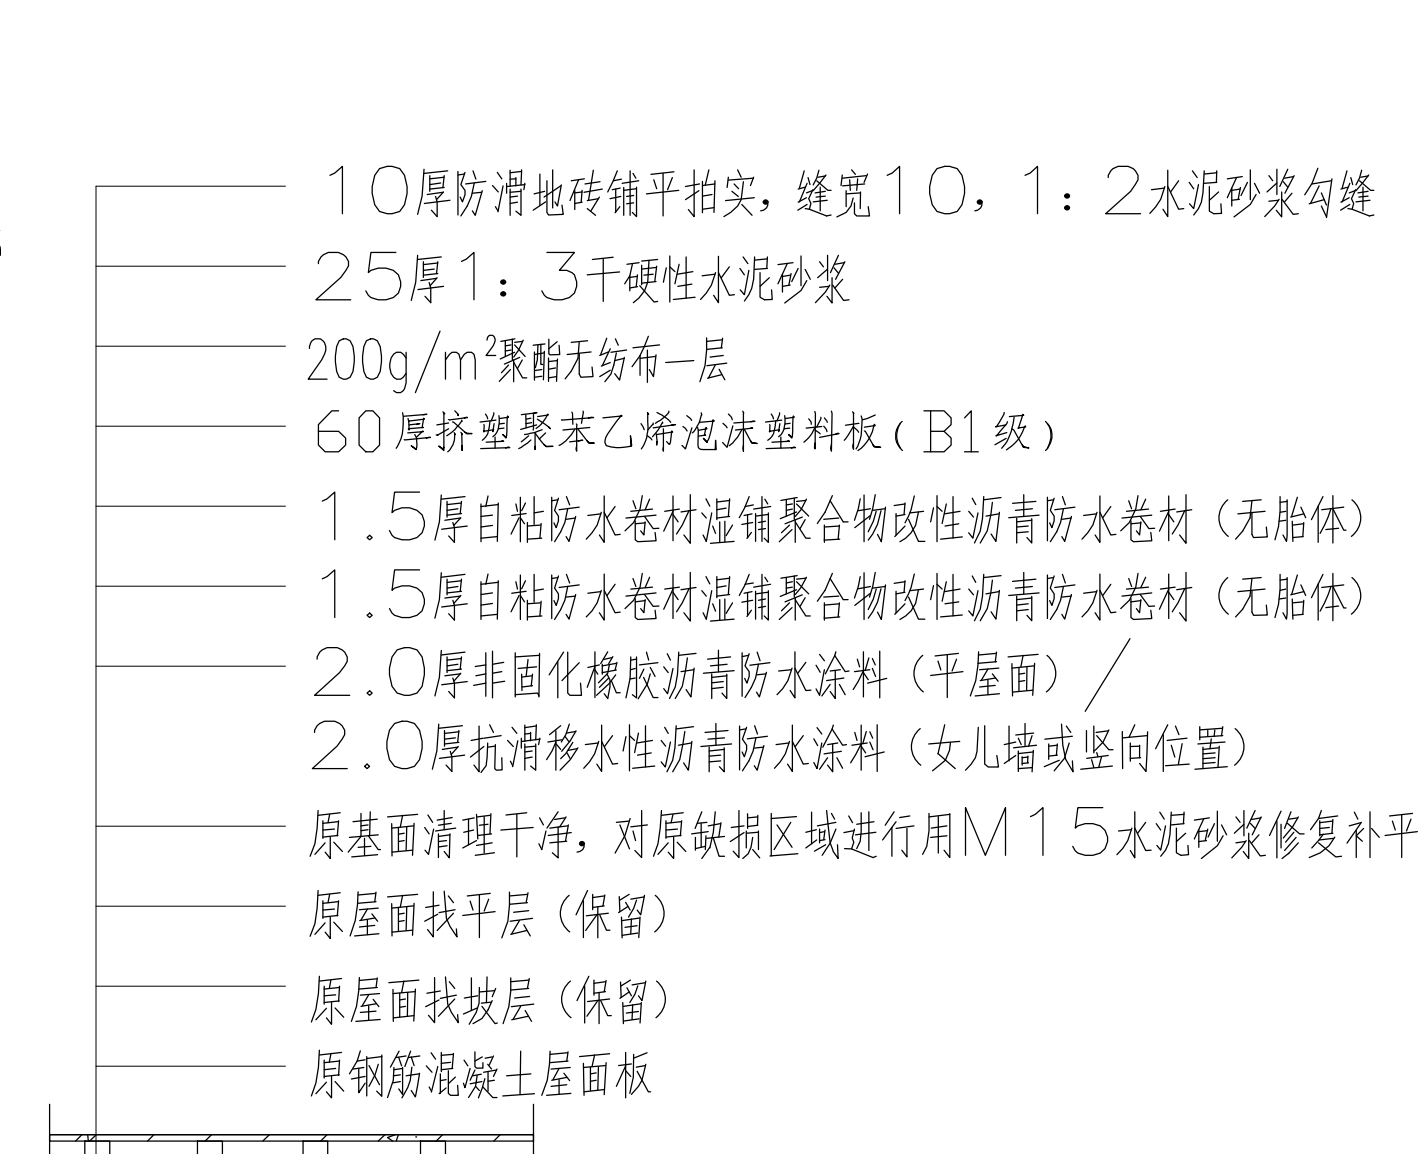 10厚防滑地砖铺平拍实，缝宽10，1：2水泥砂浆勾缝
25厚1：3干硬性水泥砂浆
200g/m²聚酯无纺布一层
60厚挤塑聚苯乙烯泡沫塑料板(B1级)
1.5厚自粘防水卷材湿铺聚合物改性沥青防水卷材（无胎体）
1.5厚自粘防水卷材湿铺聚合物改性沥青防水卷材（无胎体）
2.0厚非固化橡胶沥青防水涂料（平屋面）/
2.0厚抗滑移水性沥青防水涂料（女儿墙或竖向位置）
原基面清理干净，对原缺损区域进行用M15水泥砂浆修复补平
原屋面找平层（保留）
原屋面找坡层（保留）
原钢筋混凝土屋面板